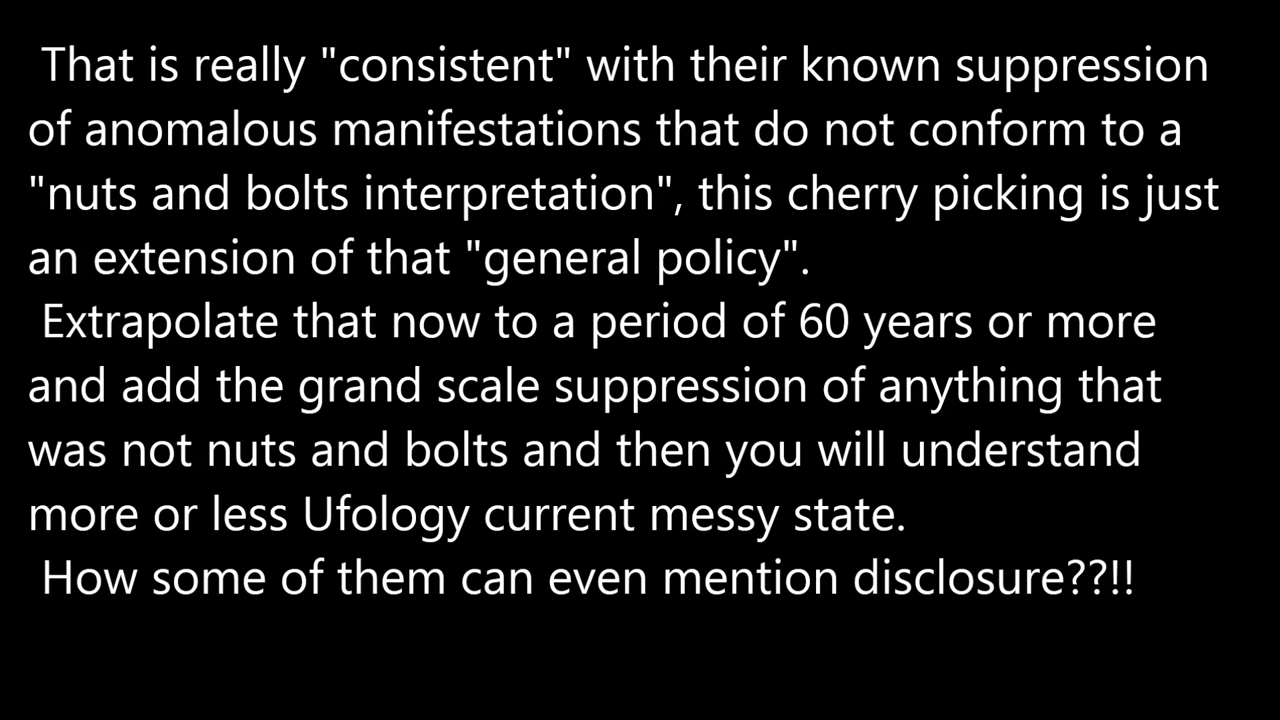 That is really "consistent" with their known suppression
of anomalous manifestations that do not conform to a
"nuts and bolts interpretation", this cherry picking is just
an extension of that "general policy".
Extrapolate that now to a period of 60 years or more
and add the grand scale suppression of anything that
was not nuts and bolts and then you will understand
more or less Ufology current messy state.
How some of them can even mention disclosure??!!